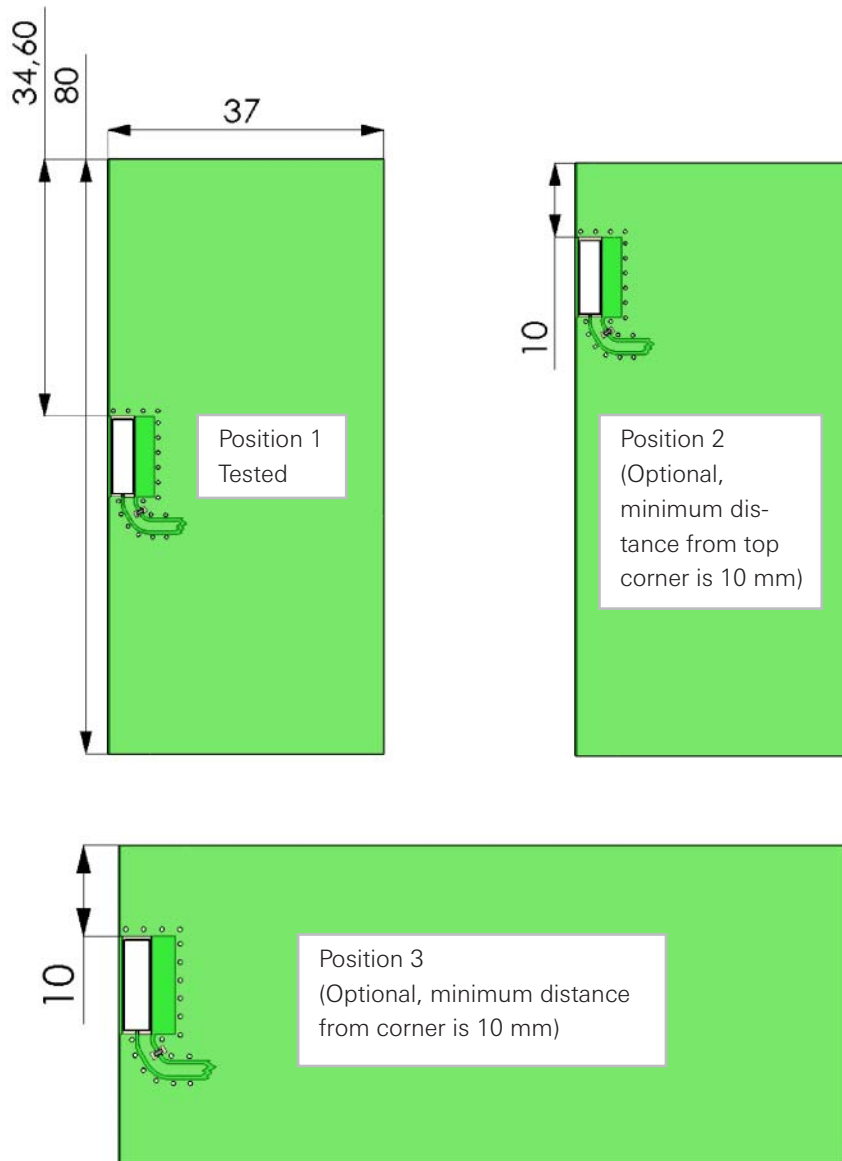 34,60
80
37
10
Position 1
Tested
Position 2
(Optional,
minimum dis-
tance from top
corner is 10 mm)
10
Position 3
(Optional, minimum distance
from corner is 10 mm)